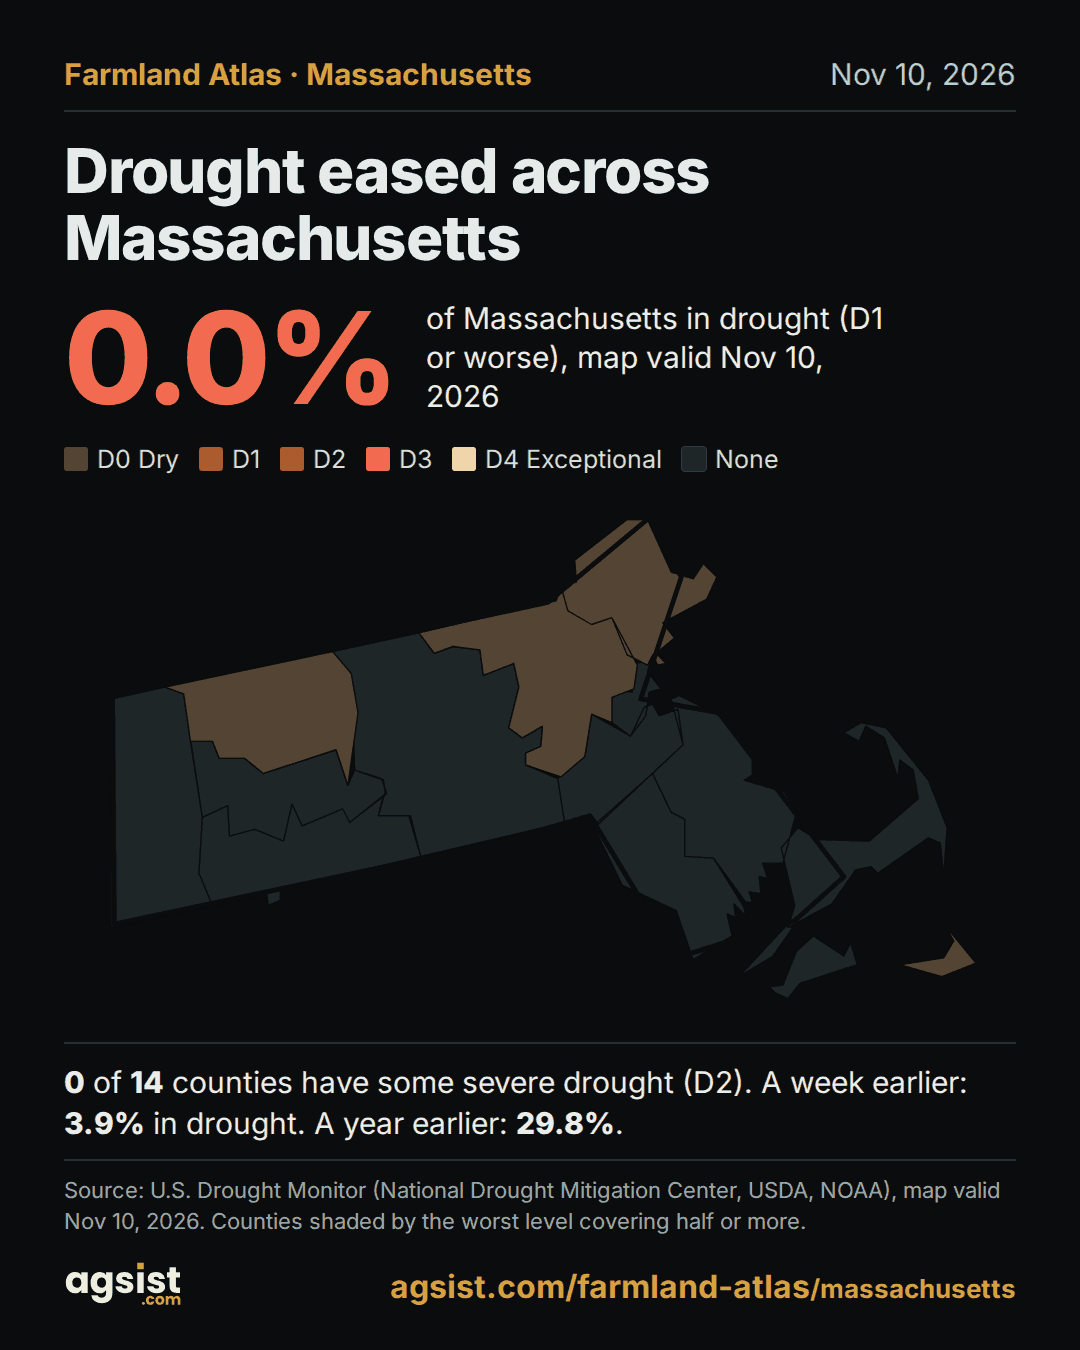 Farmland Atlas · Massachusetts
Nov 10, 2026
Drought eased across
Massachusetts
0.0%
of Massachusetts in drought (D1
or worse), map valid Nov 10,
2026
D0 Dry D1 D2 D3 D4 Exceptional None
0 of 14 counties have some severe drought (D2). A week earlier:
3.9% in drought. A year earlier: 29.8%.
Source: U.S. Drought Monitor (National Drought Mitigation Center, USDA, NOAA), map valid
Nov 10, 2026. Counties shaded by the worst level covering half or more.
agsist
.com
agsist.com/farmland-atlas/massachusetts